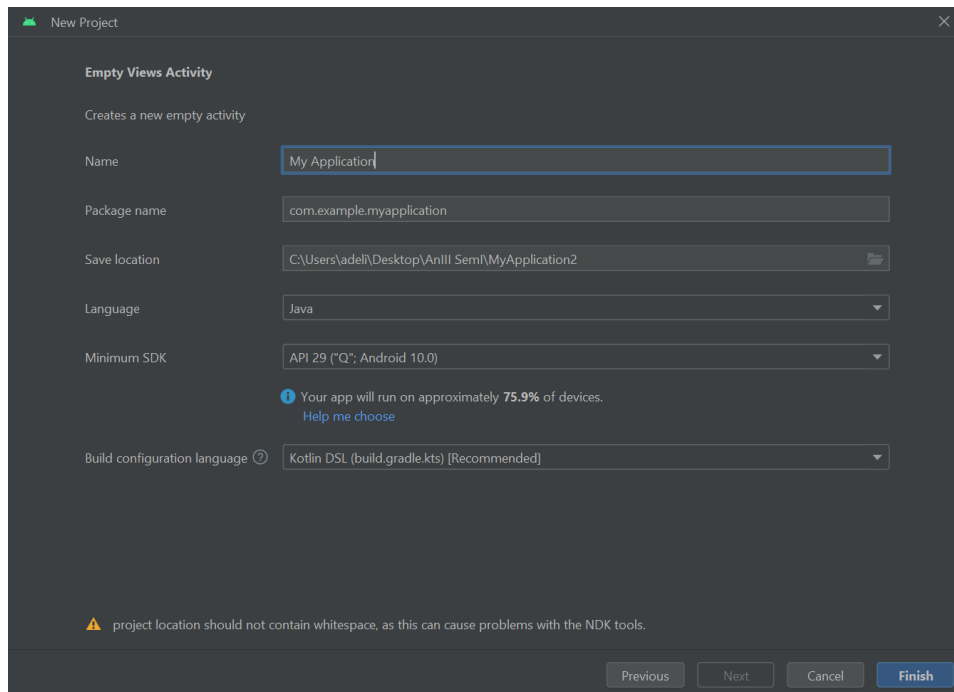 New Project
Empty Views Activity
Creates a new empty activity
Name
My Application
Package name
com.example.myapplication
Save location
C:\Users\adeli\Desktop\AnIII SemI\MyApplication2
Language
Java
Minimum SDK
API 29 ("Q"; Android 10.0)
Your app will run on approximately 75.9% of devices.
Help me choose
Build configuration language ?
Kotlin DSL (build.gradle.kts) [Recommended]
project location should not contain whitespace, as this can cause problems with the NDK tools.
Previous Next Cancel Finish